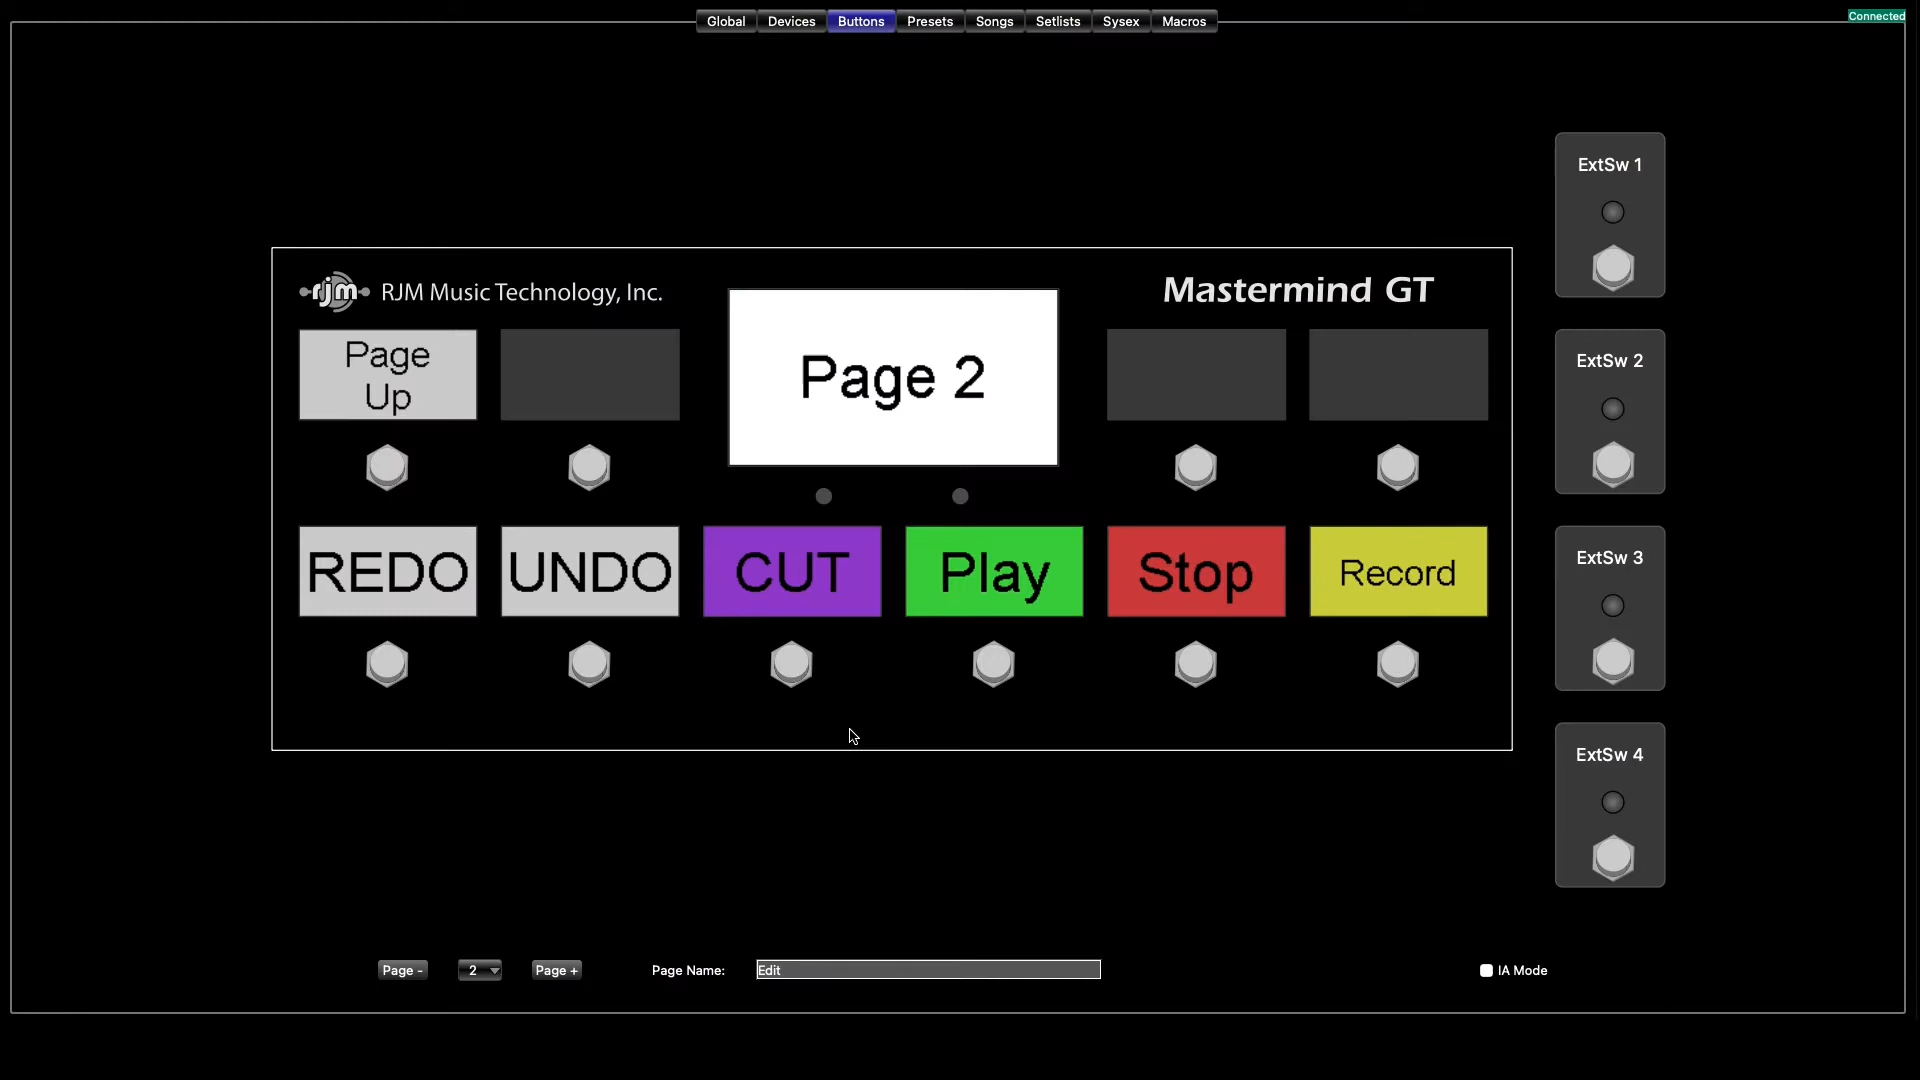 Global Devices Buttons Presets Songs Setlists Sysex Macros
Connected
ExtSw 1
rjm RJM Music Technology, Inc.
Mastermind GT
Page
Up
Page 2
ExtSw 2
REDO UNDO CUT Play Stop Record
ExtSw 3
ExtSw 4
Page - 2 Page + Page Name: Edit IA Mode